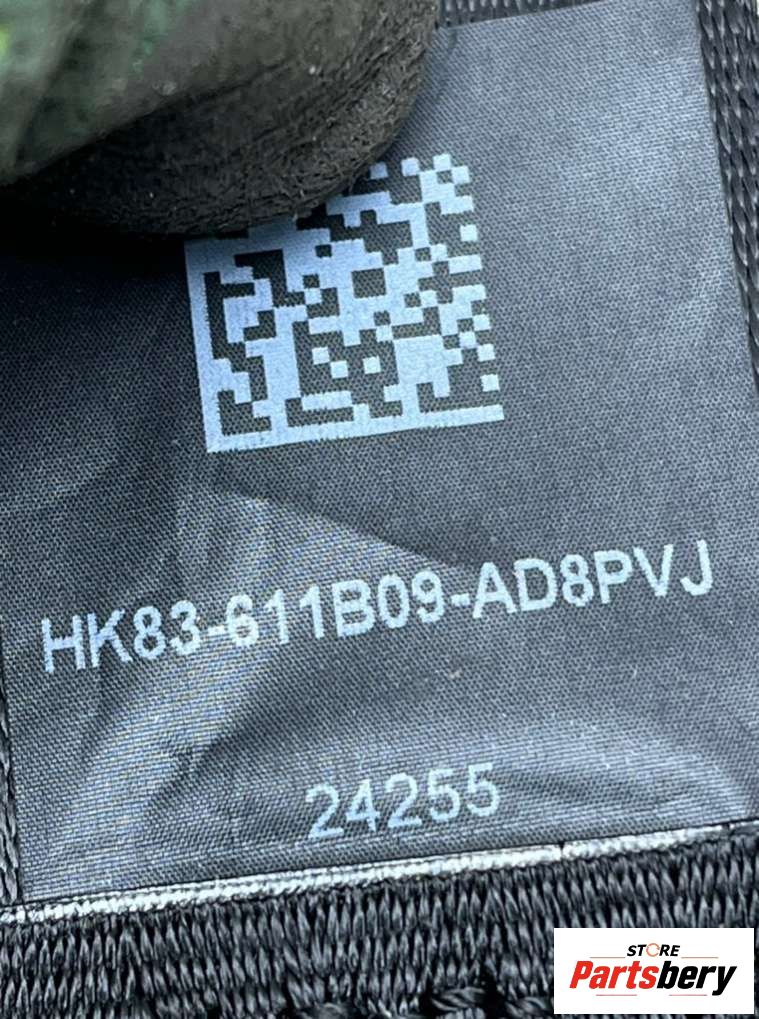 HK83-611B09-AD8PVJ
24255
STORE
Partsbery